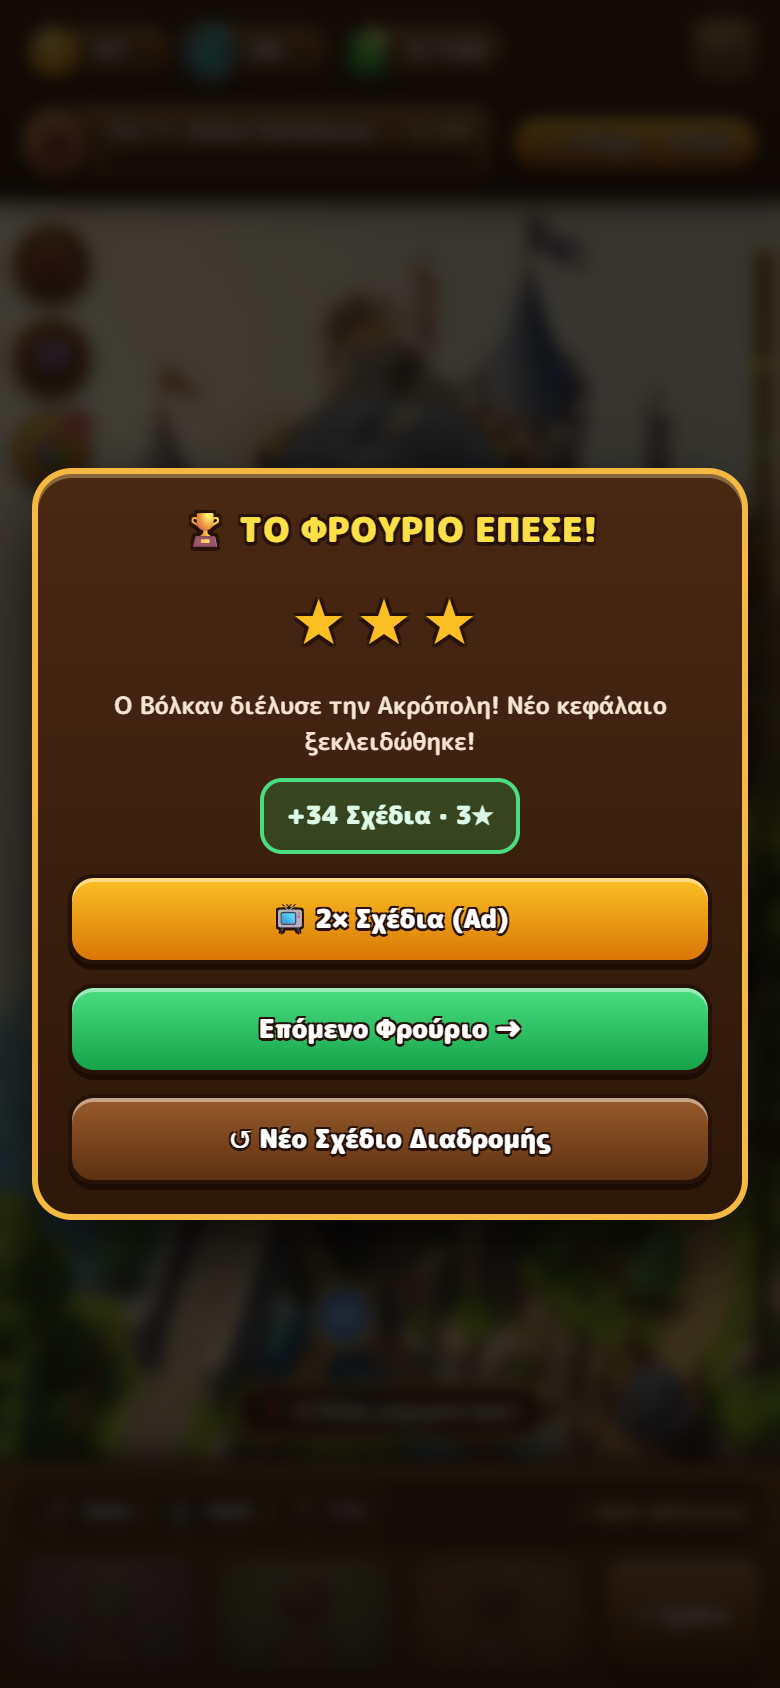 ΤΟ ΦΡΟΥΡΙΟ ΕΠΕΣΕ!
Ο Βόλκαν διέλυσε την Ακρόπολη! Νέο κεφάλαιο
ξεκλειδώθηκε!
+34 Σχέδια · 3★
2× Σχέδια (Ad)
Επόμενο Φρούριο →
↺ Νέο Σχέδιο Διαδρομής